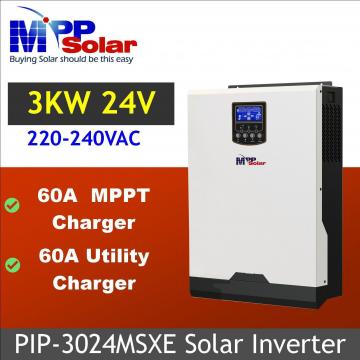 MPP Solar
Buying Solar should be this easy
3KW 24V
220-240VAC
60A MPPT
Charger
60A Utility
Charger
MPP Solar
PIP-3024MSXE Solar Inverter